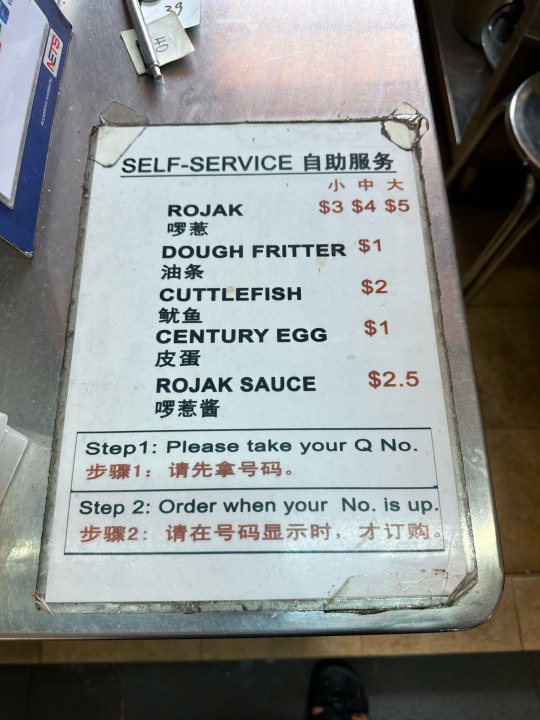 39
SELF-SERVICE 自助服务
小 中 大
ROJAK $3 $4 $5
啰惹
DOUGH FRITTER $1
油条
CUTTLEFISH $2
鱿鱼
CENTURY EGG $1
皮蛋
ROJAK SAUCE $2.5
啰惹酱
Step1: Please take your Q No.
步骤1: 请先拿号码。
Step 2: Order when your No. is up.
步骤2: 请在号码显示时，才订购。